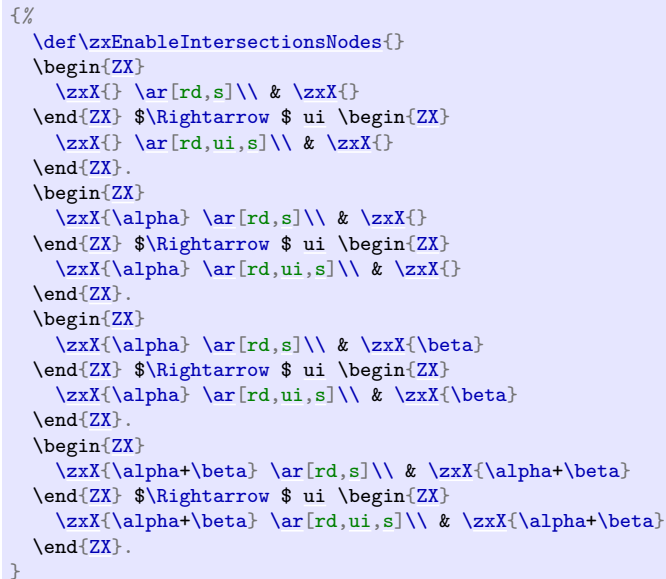 {%
  \def\zxEnableIntersectionsNodes{}
  \begin{ZX}
    \zxX{} \ar[rd,s]\\ & \zxX{}
  \end{ZX} $\Rightarrow $ ui \begin{ZX}
    \zxX{} \ar[rd,ui,s]\\ & \zxX{}
  \end{ZX}.
  \begin{ZX}
    \zxX{\alpha} \ar[rd,s]\\ & \zxX{}
  \end{ZX} $\Rightarrow $ ui \begin{ZX}
    \zxX{\alpha} \ar[rd,ui,s]\\ & \zxX{}
  \end{ZX}.
  \begin{ZX}
    \zxX{\alpha} \ar[rd,s]\\ & \zxX{\beta}
  \end{ZX} $\Rightarrow $ ui \begin{ZX}
    \zxX{\alpha} \ar[rd,ui,s]\\ & \zxX{\beta}
  \end{ZX}.
  \begin{ZX}
    \zxX{\alpha+\beta} \ar[rd,s]\\ & \zxX{\alpha+\beta}
  \end{ZX} $\Rightarrow $ ui \begin{ZX}
    \zxX{\alpha+\beta} \ar[rd,ui,s]\\ & \zxX{\alpha+\beta}
  \end{ZX}.
}